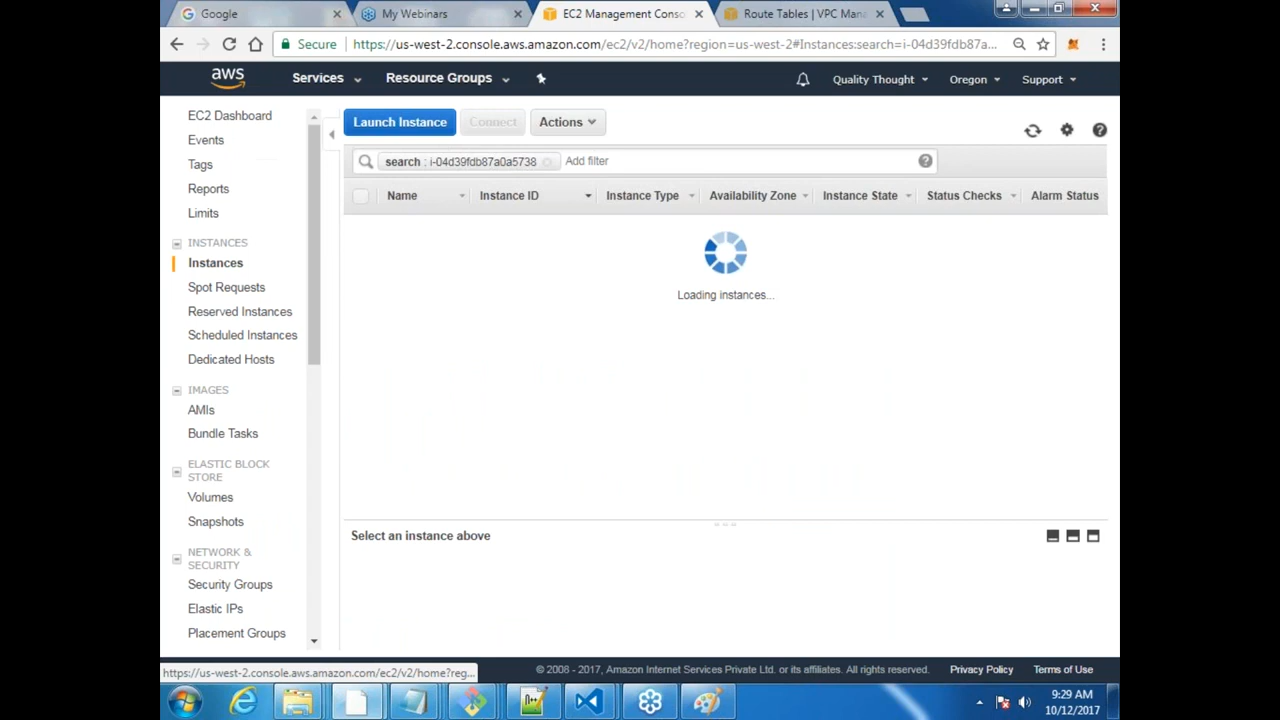 Google
My Webinars
EC2 Management Conso
Route Tables | VPC Man
Secure
https://us-west-2.console.aws.amazon.com/ec2/v2/home?region=us-west-2#Instances:search=i-04d39fdb87a...
aws
Services
Resource Groups
Quality Thought
Oregon
Support
EC2 Dashboard
Events
Tags
Reports
Limits
INSTANCES
Instances
Spot Requests
Reserved Instances
Scheduled Instances
Dedicated Hosts
IMAGES
AMIs
Bundle Tasks
ELASTIC BLOCK
STORE
Volumes
Snapshots
NETWORK &
SECURITY
Security Groups
Elastic IPs
Placement Groups
Launch Instance
Connect
Actions
search : i-04d39fdb87a0a5738
Add filter
Name
Instance ID
Instance Type
Availability Zone
Instance State
Status Checks
Alarm Status
Loading instances...
Select an instance above
https://us-west-2.console.aws.amazon.com/ec2/v2/home?reg...
© 2008 - 2017, Amazon Internet Services Private Ltd. or its affiliates. All rights reserved.
Privacy Policy
Terms of Use
9:29 AM
10/12/2017